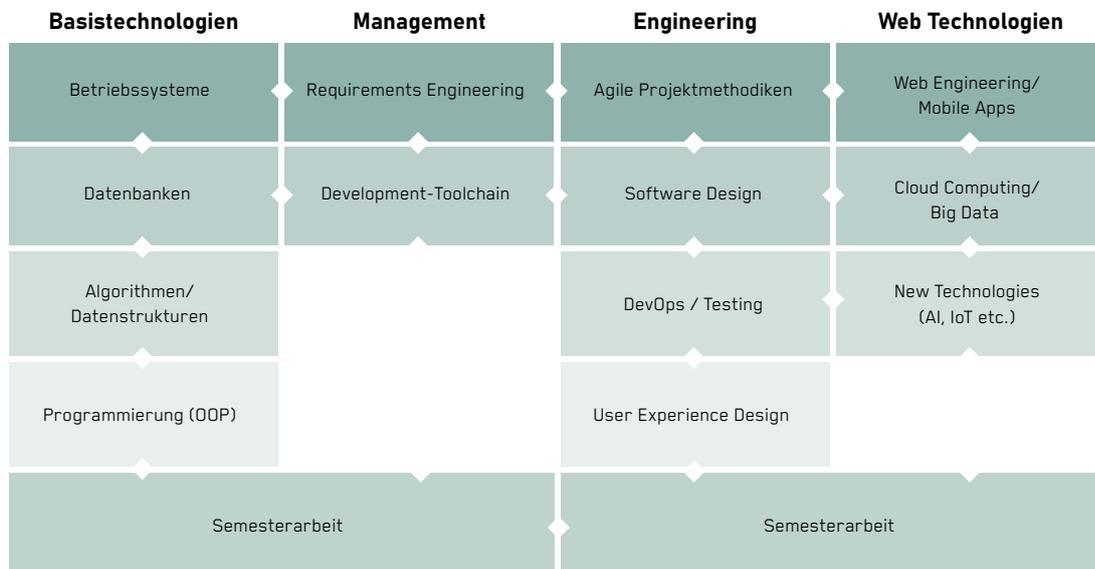 Basistechnologien
Management
Engineering
Web Technologien
Betriebssysteme
Requirements Engineering
Agile Projektmethodiken
Web Engineering/
Mobile Apps
Datenbanken
Development-Toolchain
Software Design
Cloud Computing/
Big Data
Algorithmen/
Datenstrukturen
DevOps / Testing
New Technologies
(AI, IoT etc.)
Programmierung (OOP)
User Experience Design
Semesterarbeit
Semesterarbeit